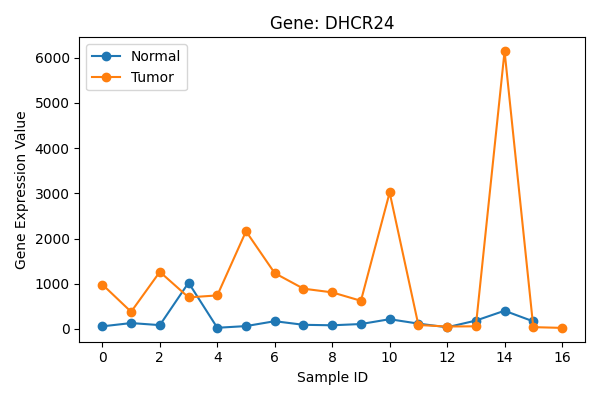 Gene: DHCR24
Normal
Tumor
Gene Expression Value
6000
5000
4000
3000
2000
1000
0
0 2 4 6 8 10 12 14 16
Sample ID